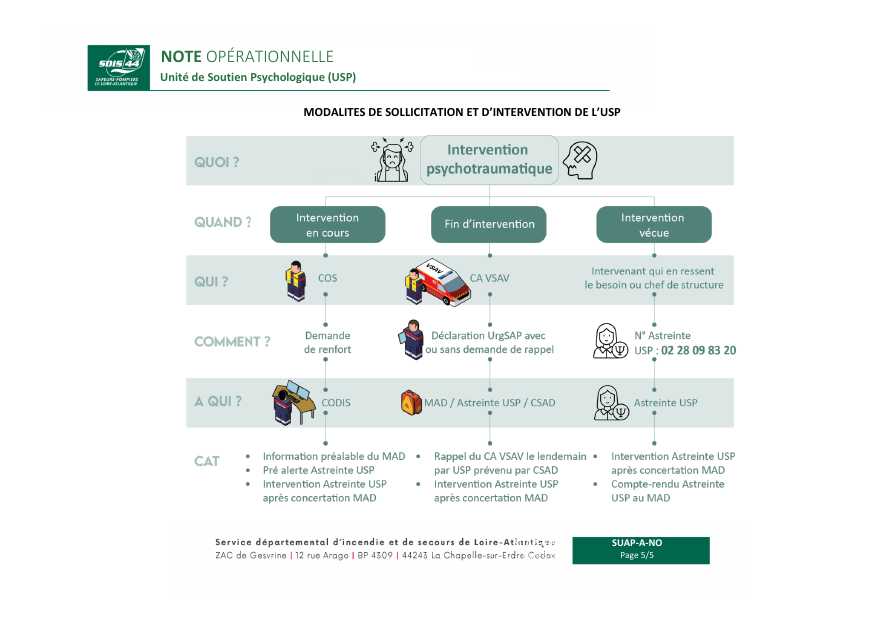 SDIS 44
SAPEURS-POMPIERS
DE LOIRE-ATLANTIQUE
NOTE OPÉRATIONNELLE
Unité de Soutien Psychologique (USP)
MODALITES DE SOLLICITATION ET D'INTERVENTION DE L'USP
QUOI ?
Intervention
psychotraumatique
QUAND ?
Intervention
en cours
Fin d'intervention
Intervention
vécue
QUI ?
COS
VSAV
CA VSAV
Intervenant qui en ressent
le besoin ou chef de structure
COMMENT ?
Demande
de renfort
Déclaration UrgSAP avec
ou sans demande de rappel
N° Astreinte
USP : 02 28 09 83 20
A QUI ?
CODIS
MAD / Astreinte USP / CSAD
Astreinte USP
CAT
• Information préalable du MAD
• Pré alerte Astreinte USP
• Intervention Astreinte USP
après concertation MAD
• Rappel du CA VSAV le lendemain
par USP prévenu par CSAD
• Intervention Astreinte USP
après concertation MAD
• Intervention Astreinte USP
après concertation MAD
• Compte-rendu Astreinte
USP au MAD
Service départemental d'incendie et de secours de Loire-Atlantique
ZAC de Gesvrine | 12 rue Arago | BP 4309 | 44243 La Chapelle-sur-Erdre Cedex
SUAP-A-NO
Page 5/5